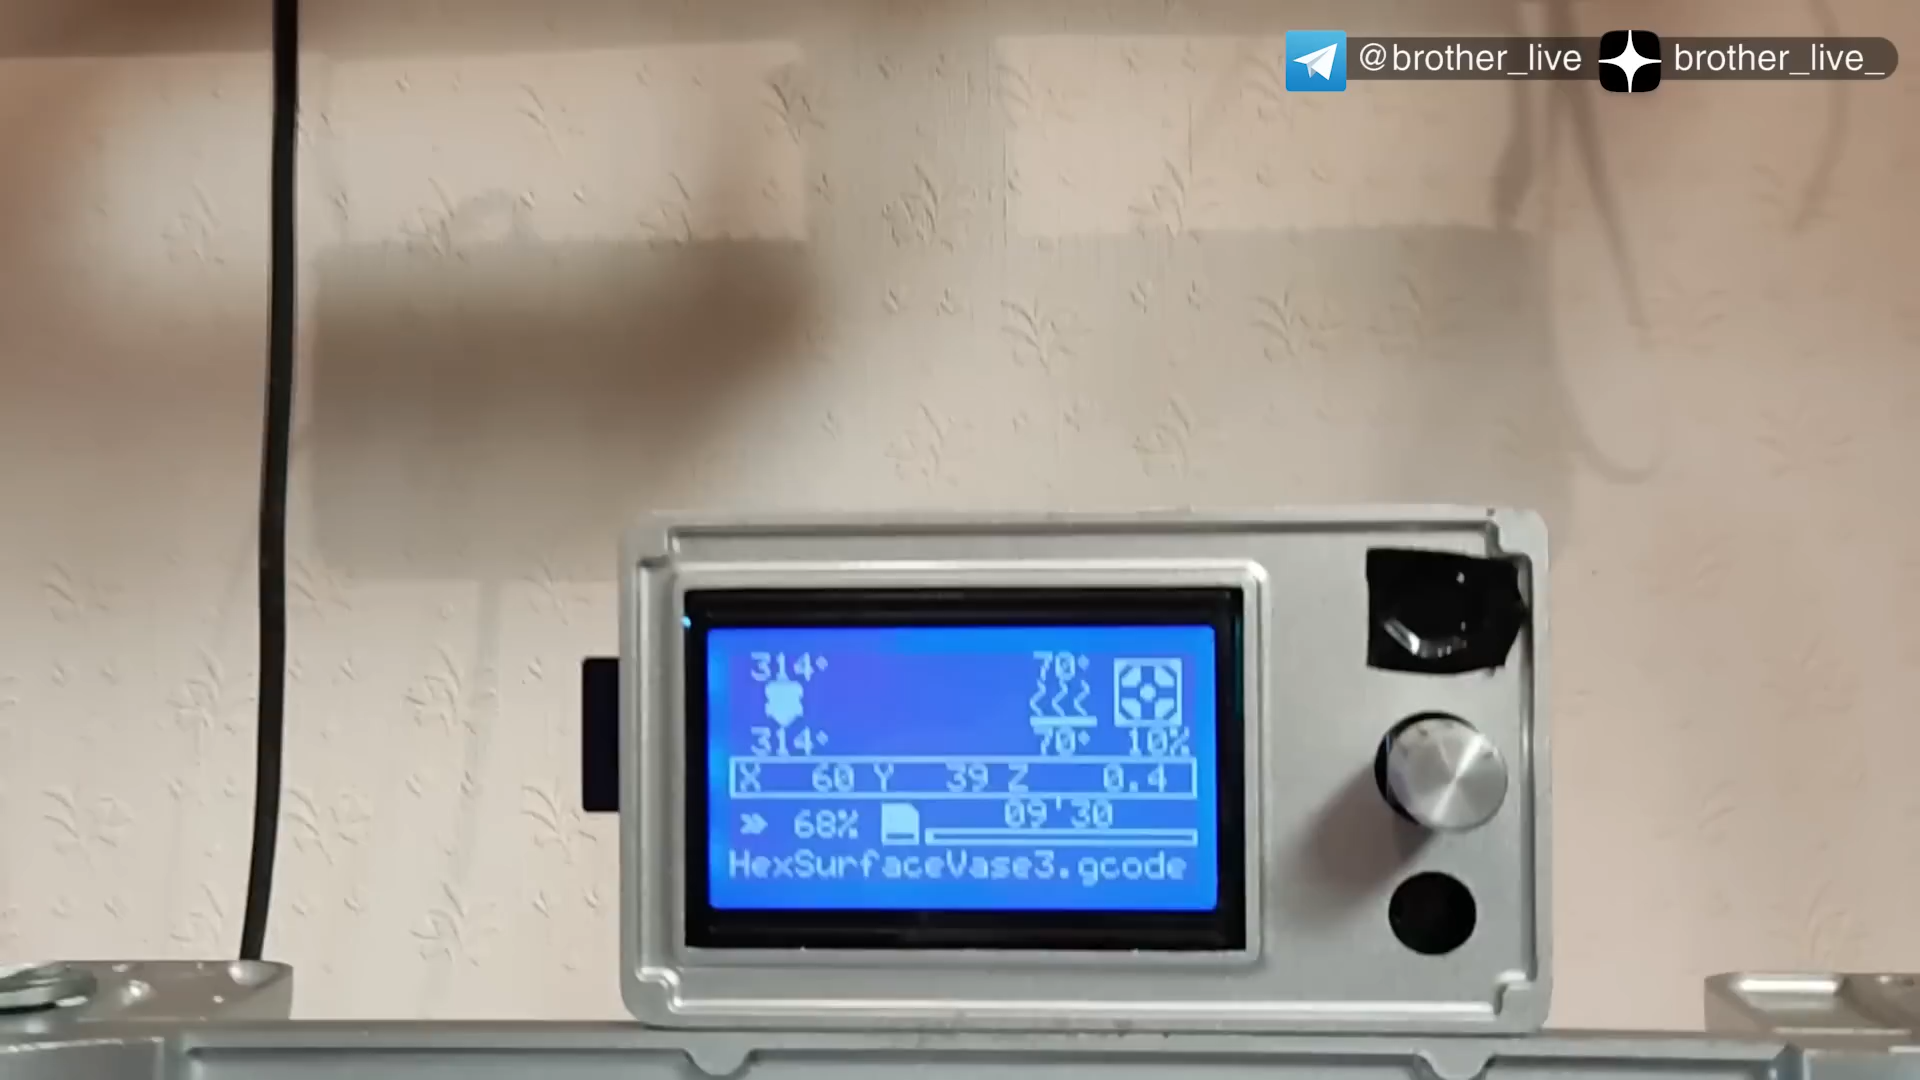 @brother_live brother_live_
314° 70°
314° 70° 10%
X 60 Y 39 Z 0.4
09'30
68%
HexSurfaceVase3.gcode